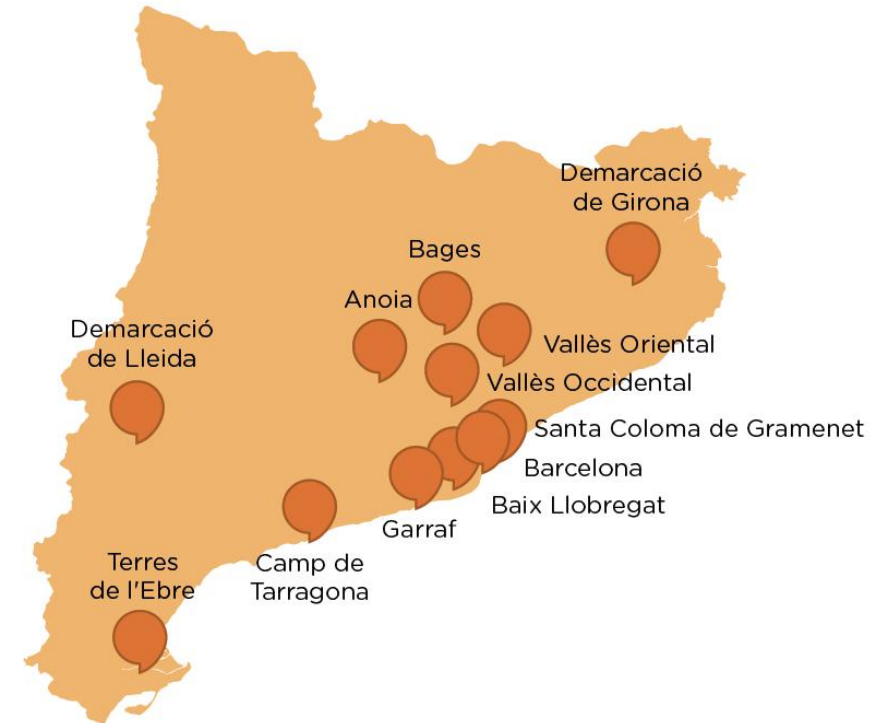 Demarcació
de Girona
Bages
Anoia
Demarcació
de Lleida
Vallès Oriental
Vallès Occidental
Santa Coloma de Gramenet
Barcelona
Baix Llobregat
Garraf
Camp de
Tarragona
Terres
de l'Ebre